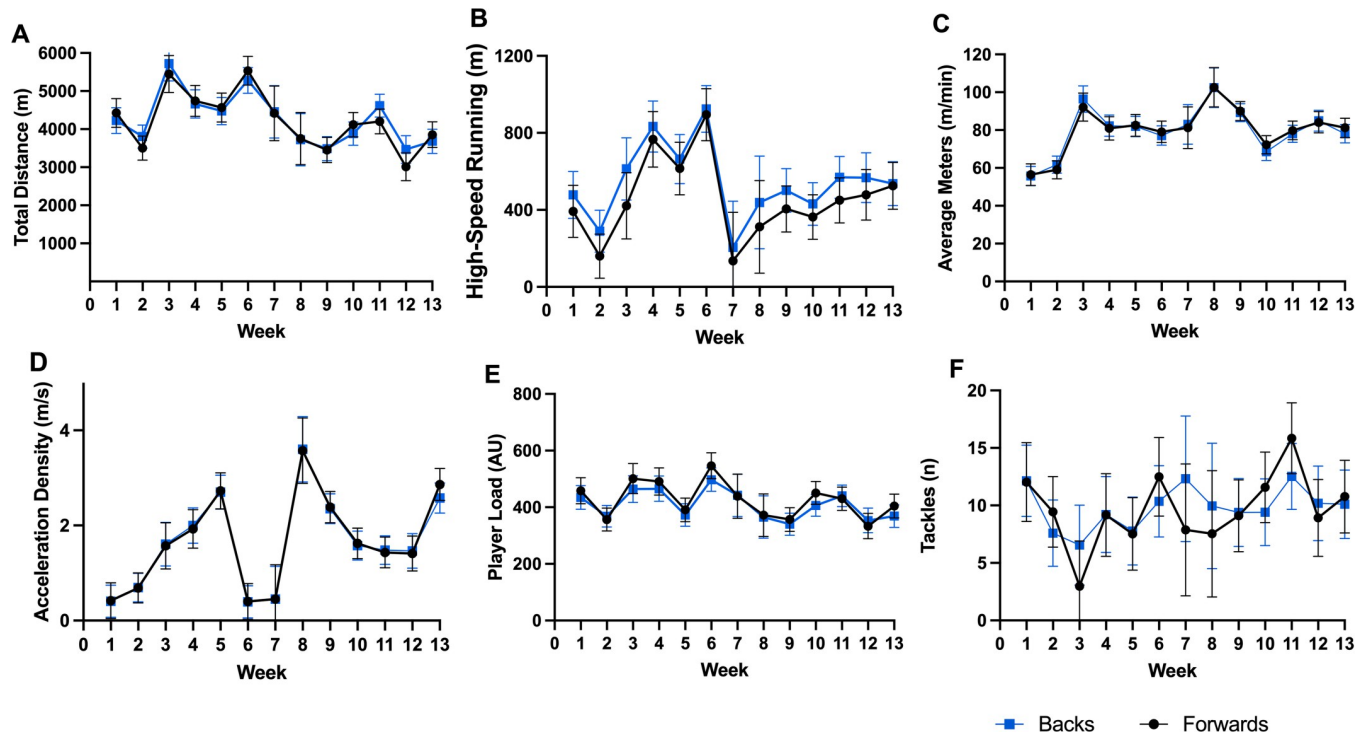 A
Total Distance (m)
6000
5000
4000
3000
2000
1000
0 1 2 3 4 5 6 7 8 9 10 11 12 13
Week
B
High-Speed Running (m)
1200
800
400
0
0 1 2 3 4 5 6 7 8 9 10 11 12 13
Week
C
Average Meters (m/min)
120
100
80
60
40
20
0
0 1 2 3 4 5 6 7 8 9 10 11 12 13
Week
D
Acceleration Density (m/s)
4
2
0
0 1 2 3 4 5 6 7 8 9 10 11 12 13
Week
E
Player Load (AU)
800
600
400
200
0
0 1 2 3 4 5 6 7 8 9 10 11 12 13
Week
F
Tackles (n)
20
15
10
5
0
0 1 2 3 4 5 6 7 8 9 10 11 12 13
Week
Backs Forwards